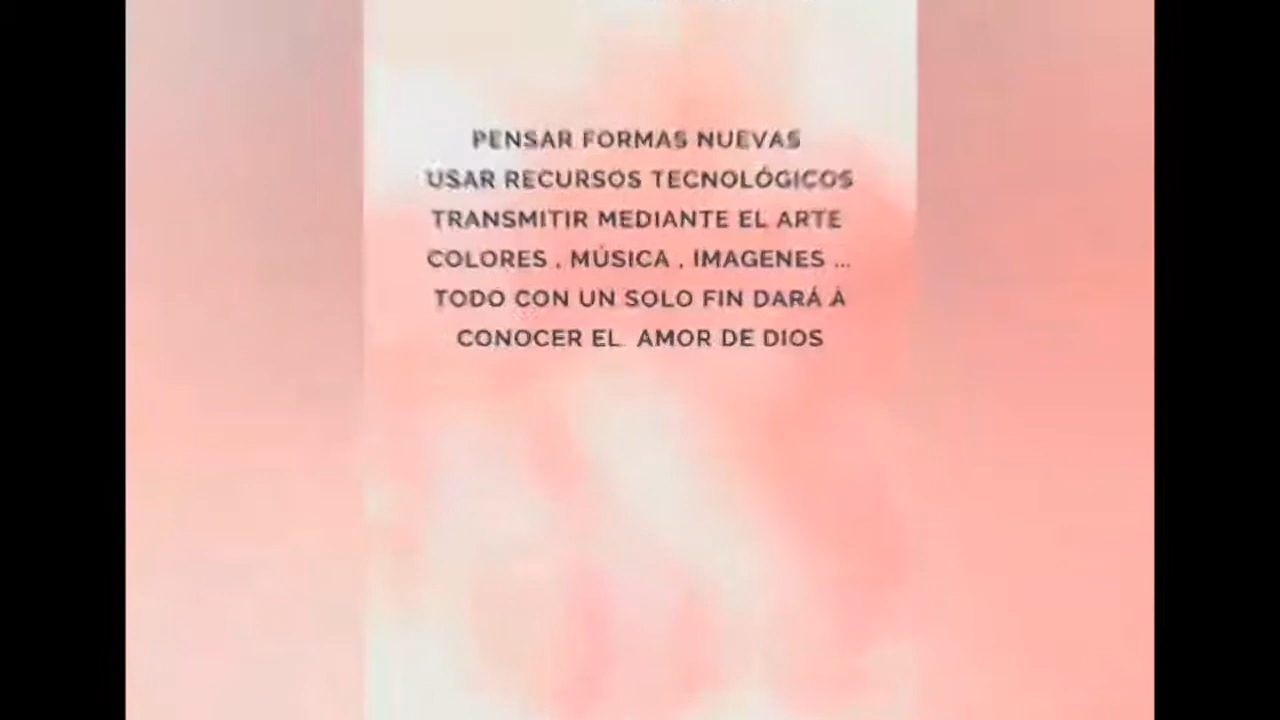 PENSAR FORMAS NUEVAS
USAR RECURSOS TECNOLÓGICOS
TRANSMITIR MEDIANTE EL ARTE
COLORES , MÚSICA , IMAGENES ...
TODO CON UN SOLO FIN DARÁ A
CONOCER EL AMOR DE DIOS